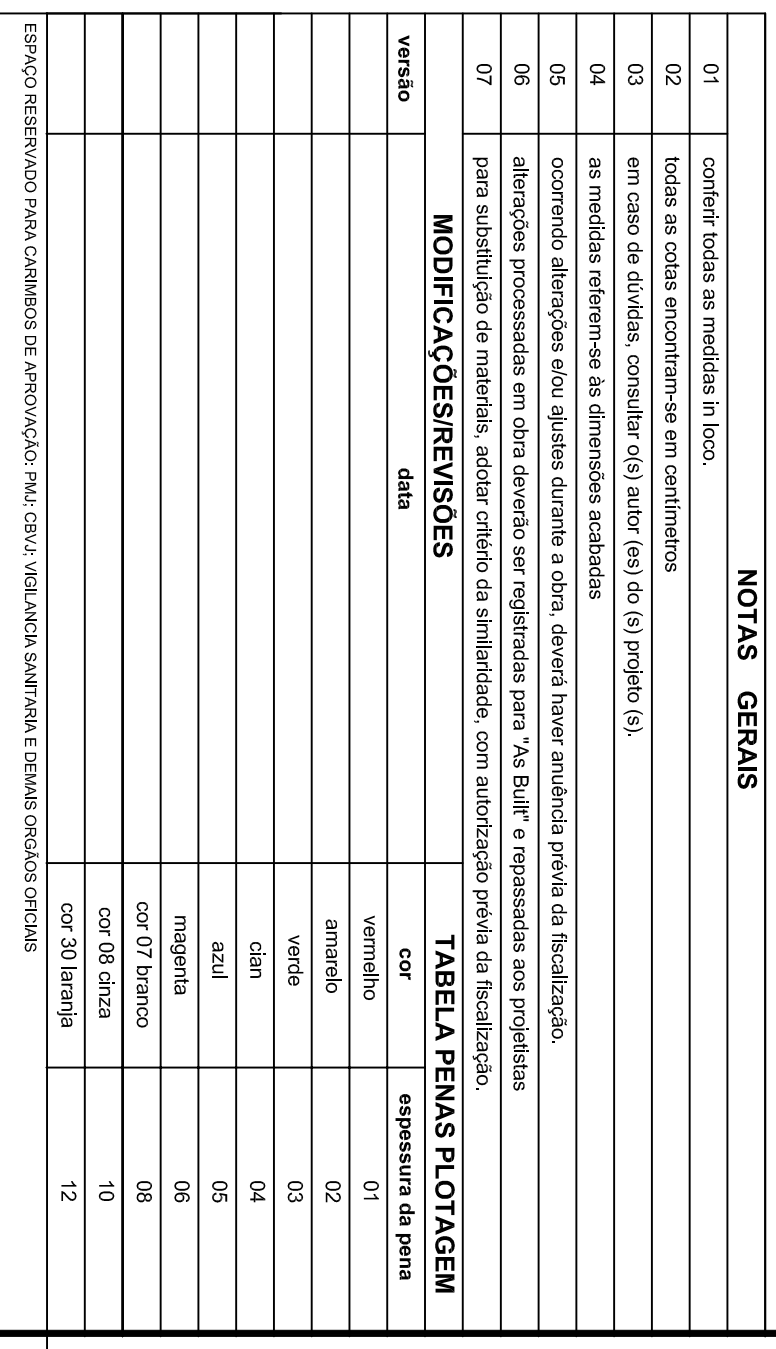 NOTAS GERAIS
01 conferir todas as medidas in loco.
02 todas as cotas encontram-se em centímetros
03 em caso de dúvidas, consultar o(s) autor (es) do (s) projeto (s).
04 as medidas referem-se às dimensões acabadas
05 ocorrendo alterações e/ou ajustes durante a obra, deverá haver anuência prévia da fiscalização.
06 alterações processadas em obra deverão ser registradas para "As Built" e repassadas aos projetistas
07 para substituição de materiais, adotar critério da similaridade, com autorização prévia da fiscalização.
MODIFICAÇÕES/REVISÕES TABELA PENAS PLOTAGEM
versão data cor espessura da pena
vermelho 01
amarelo 02
verde 03
cian 04
azul 05
magenta 06
cor 07 branco 08
cor 08 cinza 10
cor 30 laranja 12
ESPAÇO RESERVADO PARA CARIMBOS DE APROVAÇÃO: PMJ; CBVJ; VIGILANCIA SANITARIA E DEMAIS ORGÃOS OFICIAIS